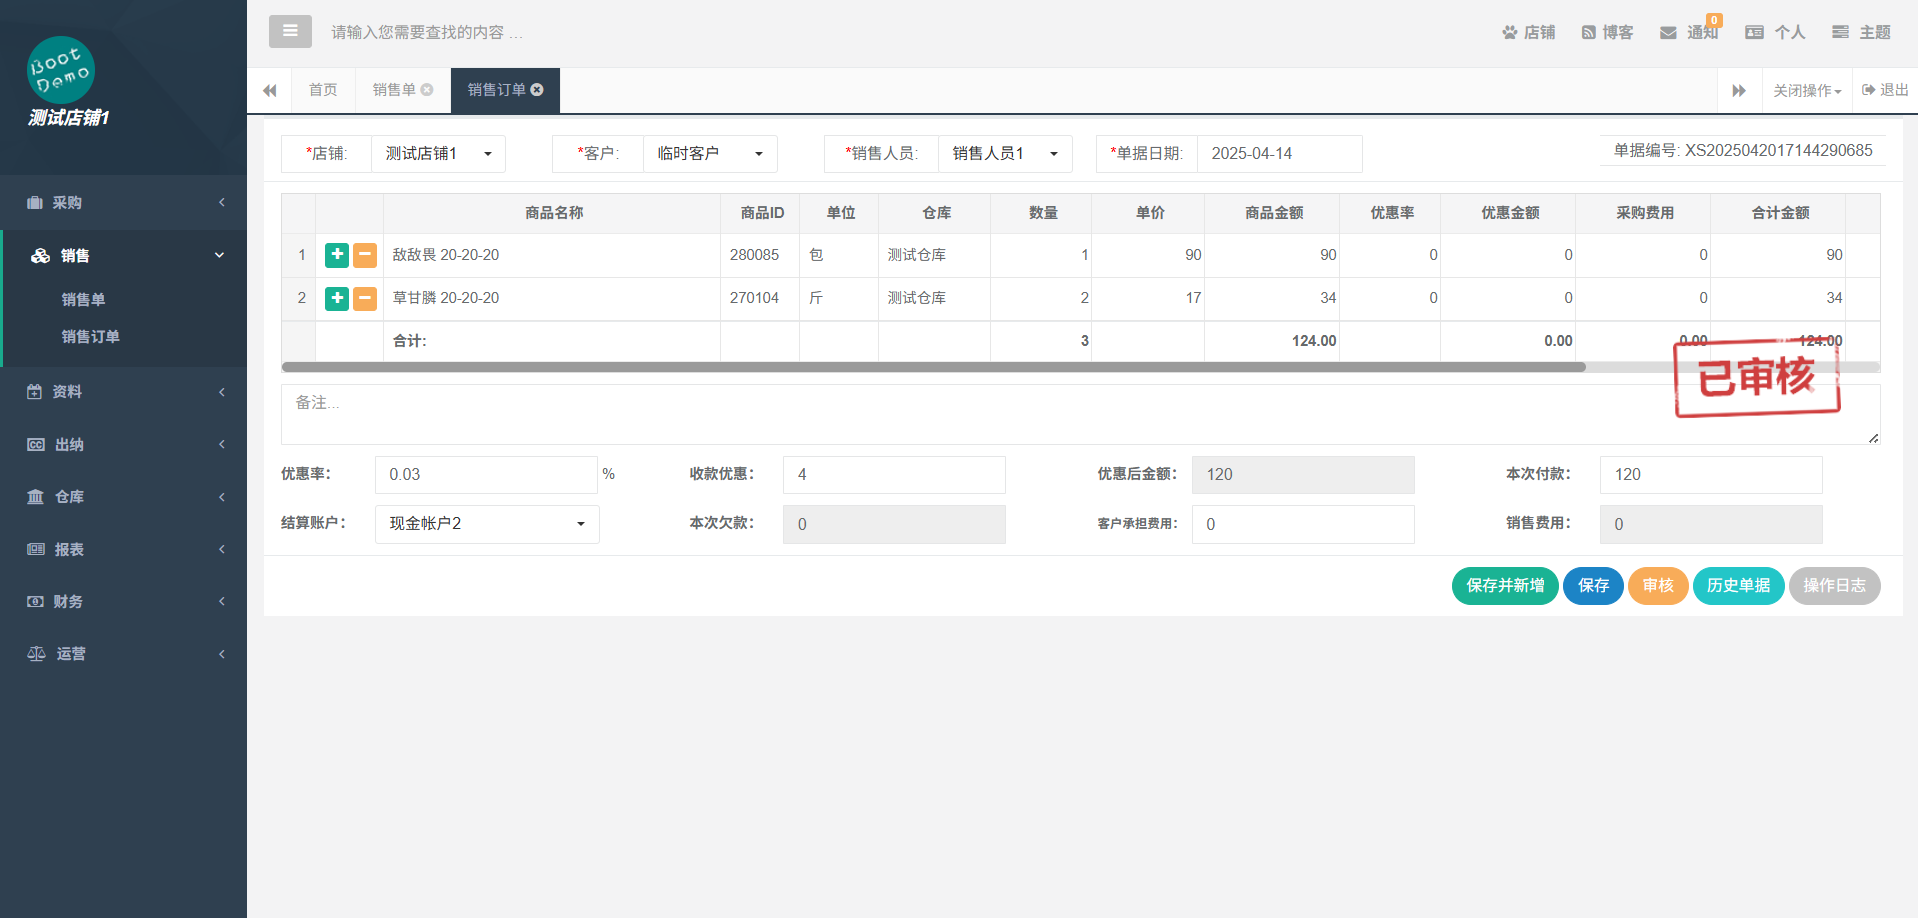 Boot
Demo
测试店铺1
采购
销售
销售单
销售订单
资料
出纳
仓库
报表
财务
运营
请输入您需要查找的内容 …
店铺
博客
通知
0
个人
主题
首页
销售单
销售订单
关闭操作
退出
*店铺: 测试店铺1
*客户: 临时客户
*销售人员: 销售人员1
*单据日期: 2025-04-14
单据编号: XS2025042017144290685
商品名称 商品ID 单位 仓库 数量 单价 商品金额 优惠率 优惠金额 采购费用 合计金额
1 敌敌畏 20-20-20 280085 包 测试仓库 1 90 90 0 0 0 90
2 草甘膦 20-20-20 270104 斤 测试仓库 2 17 34 0 0 0 34
合计: 3 124.00 0.00 0.00 124.00
已审核
备注...
优惠率： 0.03 % 收款优惠： 4 优惠后金额： 120 本次付款： 120
结算账户： 现金帐户2 本次欠款： 0 客户承担费用： 0 销售费用： 0
保存并新增 保存 审核 历史单据 操作日志